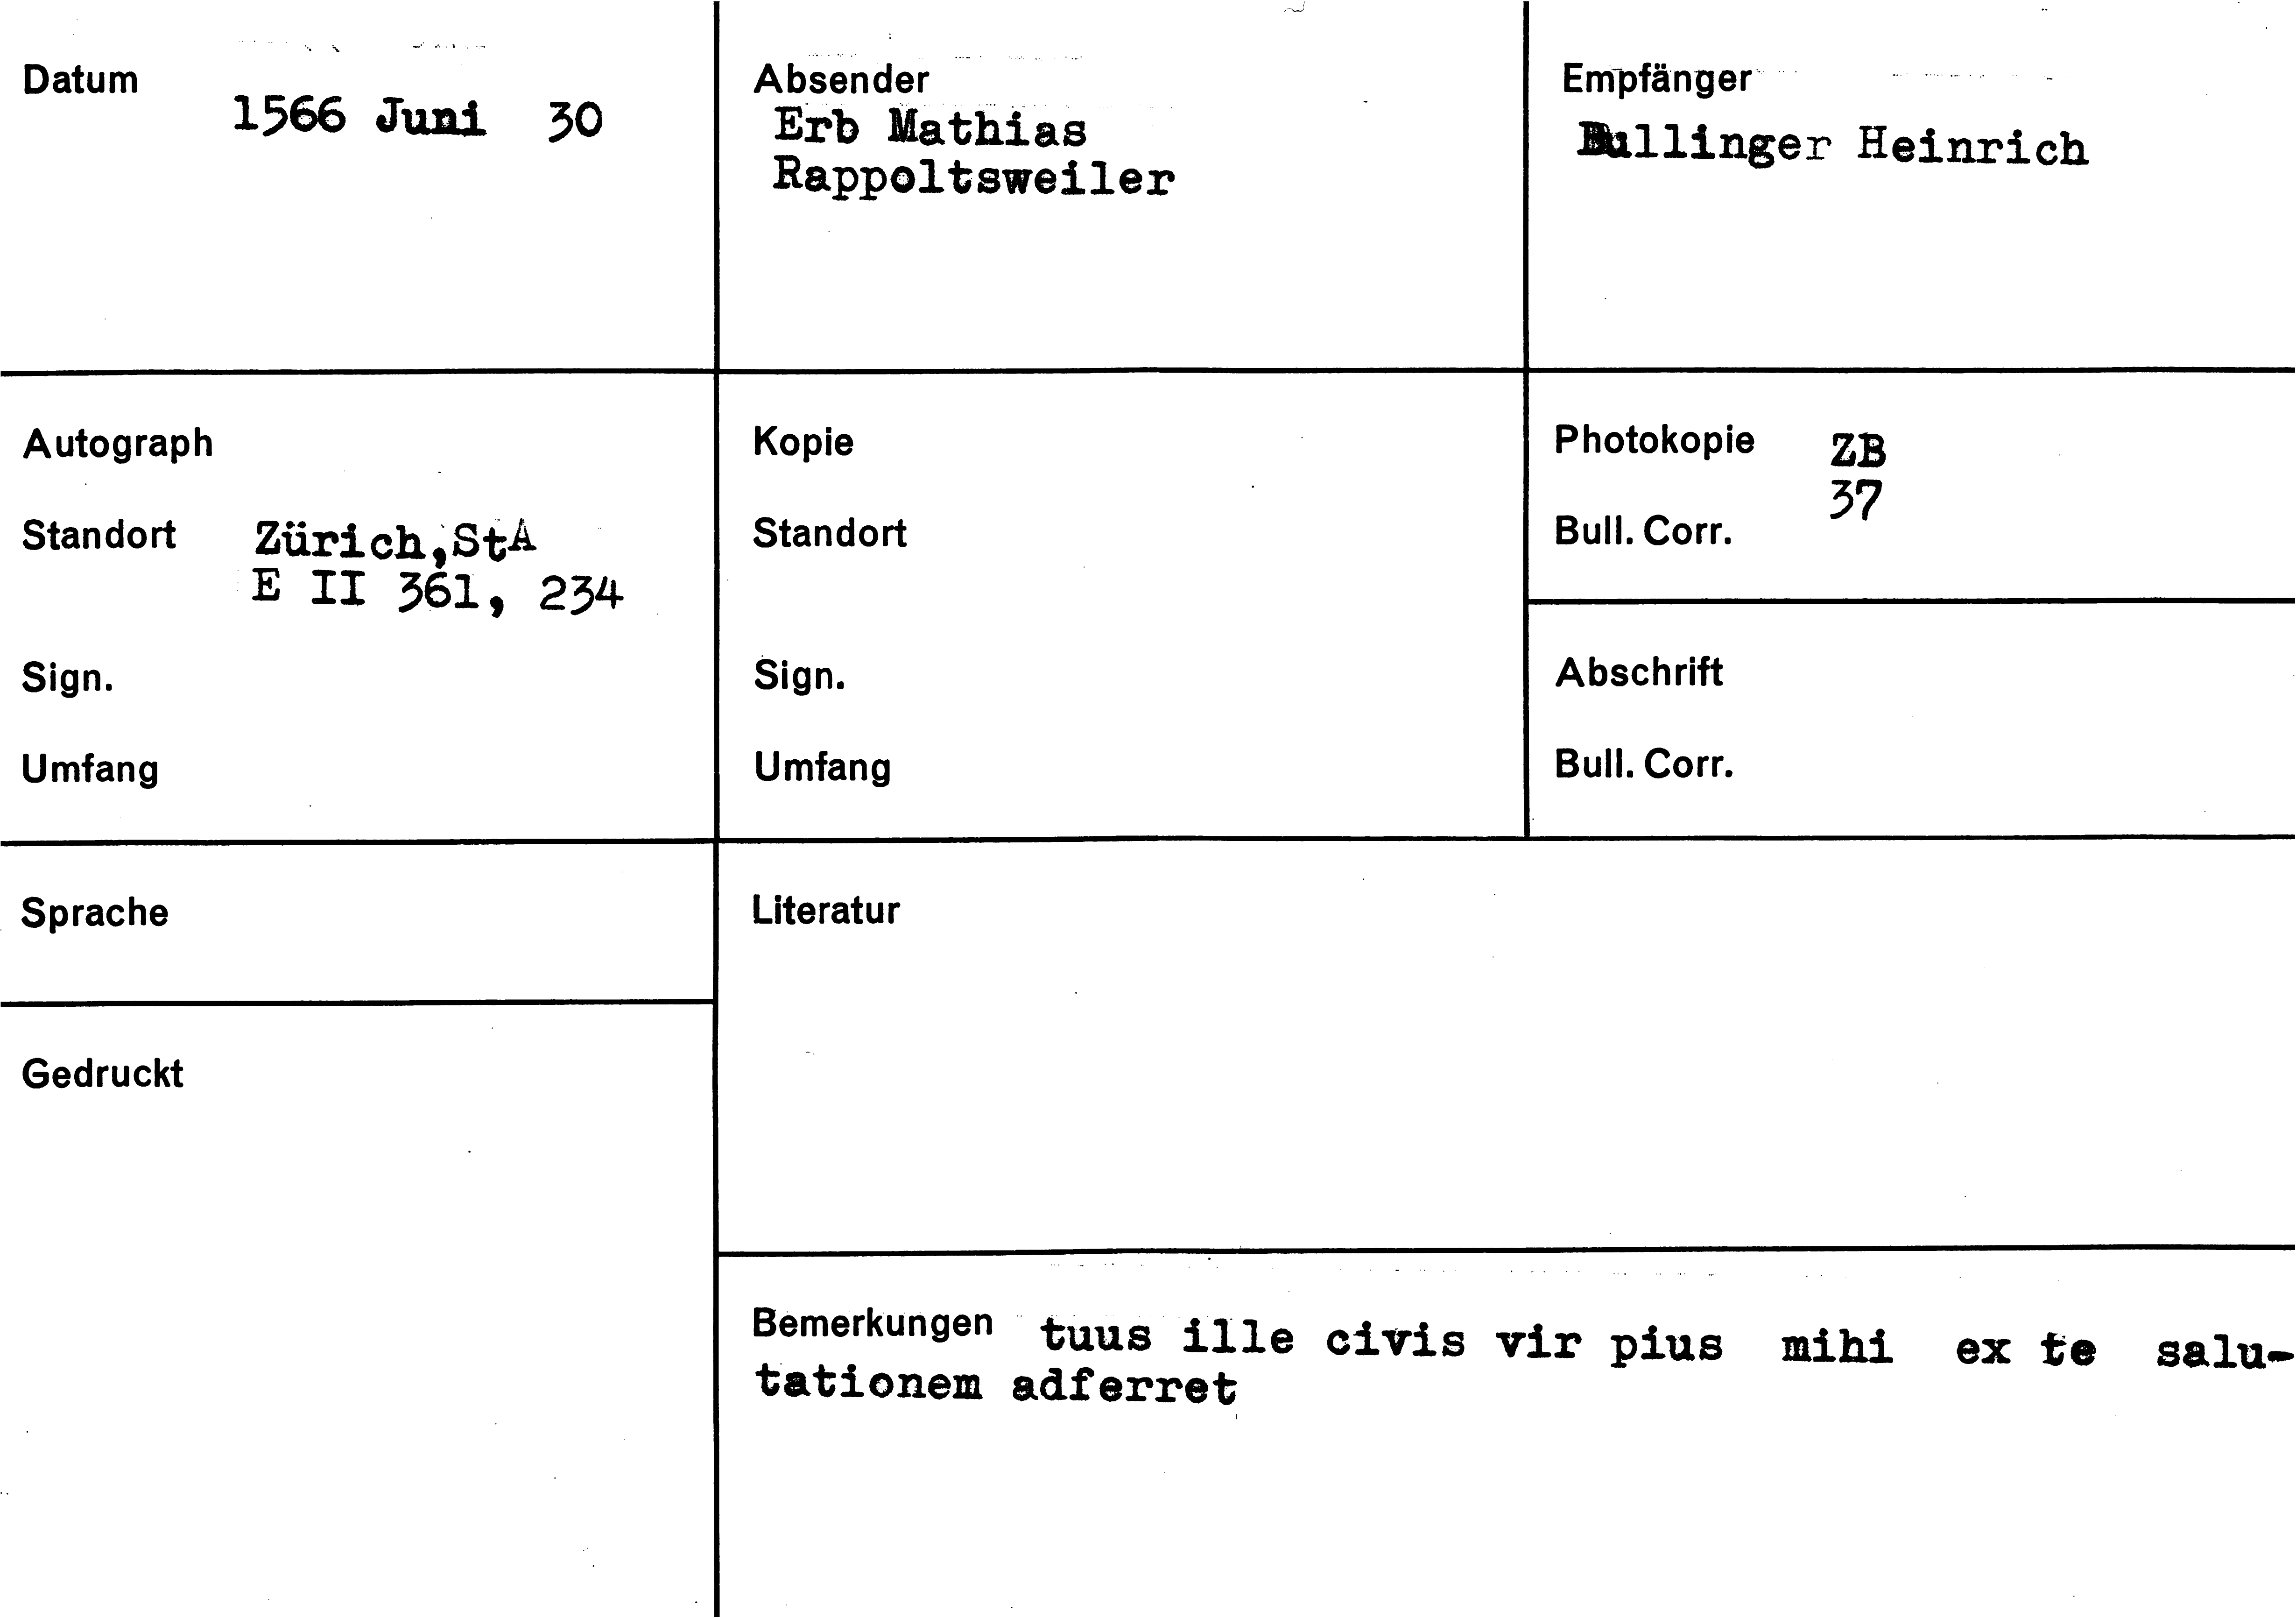 Datum
1566 Juni 30
Absender
Erb Mathias
Rappoltsweiler
Empfänger
Bullinger Heinrich
Autograph
Standort Zürich,StA
E II 361, 234
Sign.
Umfang
Kopie
Standort
Sign.
Umfang
Photokopie ZB
37
Bull. Corr.
Abschrift
Bull. Corr.
Sprache
Gedruckt
Literatur
Bemerkungen tuus ille civis vir pius mihi ex te salu-
tationem adferret